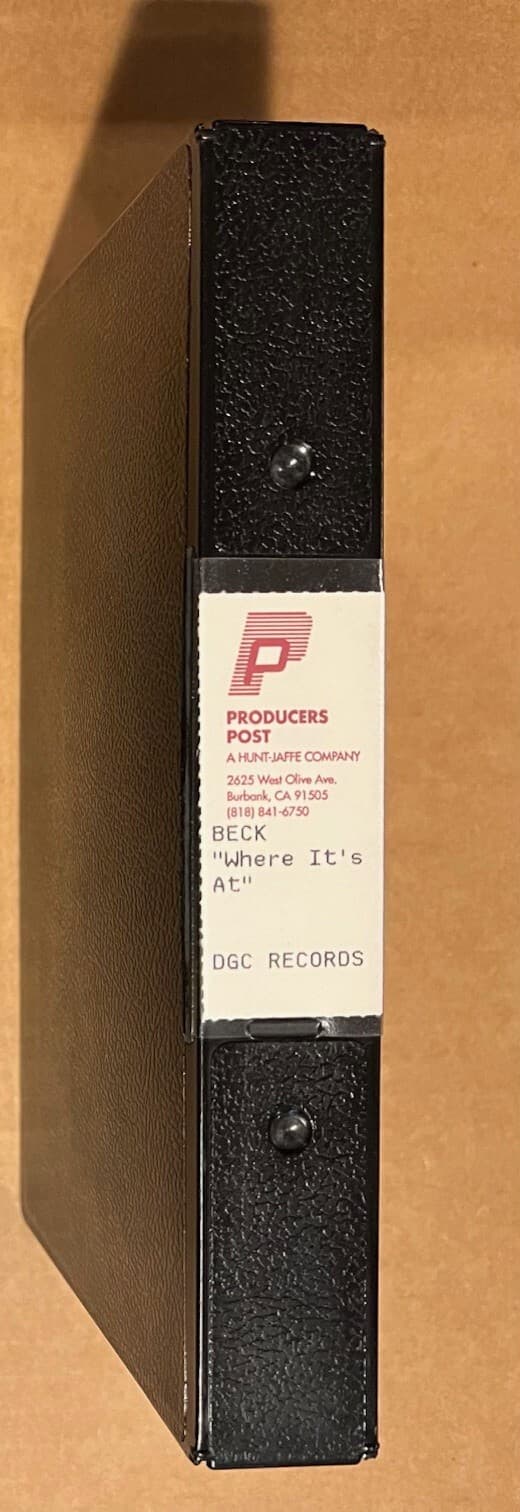 P
PRODUCERS
POST
A HUNT-JAFFE COMPANY
2625 West Olive Ave.
Burbank, CA 91505
(818) 841-6750
BECK
"Where It's
At"
DGC RECORDS